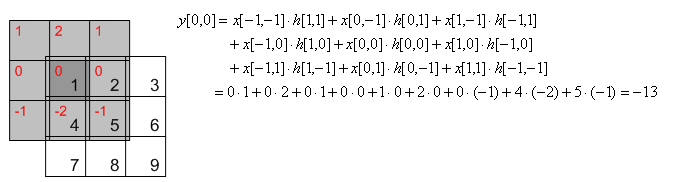 1 2 1
0 0 0
1 2 3
-1 -2 -1
4 5 6
7 8 9
y[0,0] = x[-1,-1]·h[1,1] + x[0,-1]·h[0,1] + x[1,-1]·h[-1,1]
+ x[-1,0]·h[1,0] + x[0,0]·h[0,0] + x[1,0]·h[-1,0]
+ x[-1,1]·h[1,-1] + x[0,1]·h[0,-1] + x[1,1]·h[-1,-1]
= 0·1 + 0·2 + 0·1 + 0·0 + 1·0 + 2·0 + 0·(-1) + 4·(-2) + 5·(-1) = -13